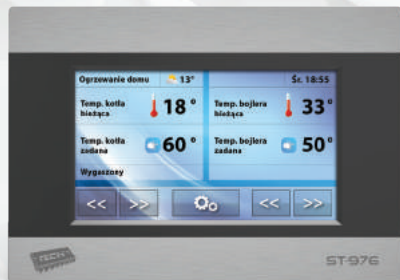 Ogrzewanie domu 13° Śr. 18:55
Temp. kotła bieżąca 18°
Temp. bojlera bieżąca 33°
Temp. kotła zadana 60°
Temp. bojlera zadana 50°
Wygaszony
<< >> << >>
TECH ST-976